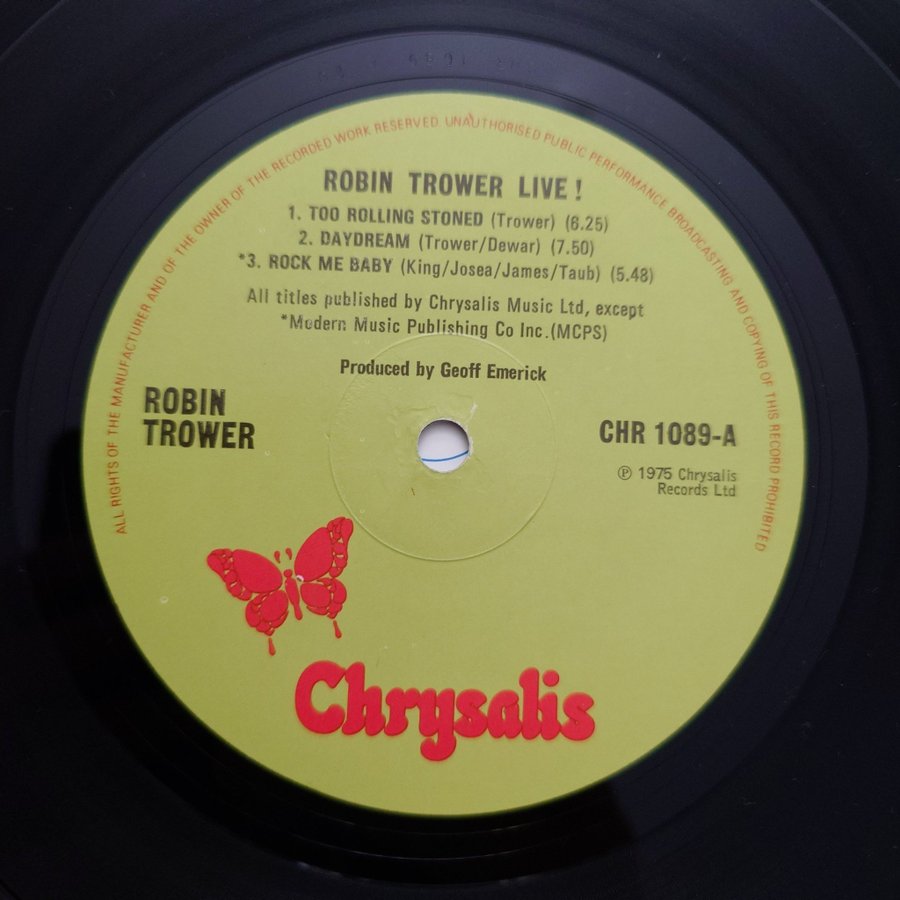 ALL RIGHTS OF THE MANUFACTURER AND OF THE OWNER OF THE RECORDED WORK RESERVED UNAUTHORISED PUBLIC PERFORMANCE BROADCASTING AND COPYING OF THIS RECORD PROHIBITED
ROBIN TROWER LIVE!
1. TOO ROLLING STONED (Trower) (6.25)
2. DAYDREAM (Trower/Dewar) (7.50)
*3. ROCK ME BABY (King/Josea/James/Taub) (5.48)
All titles published by Chrysalis Music Ltd, except
*Modern Music Publishing Co Inc.(MCPS)
Produced by Geoff Emerick
ROBIN
TROWER
CHR 1089-A
℗ 1975 Chrysalis
Records Ltd
Chrysalis